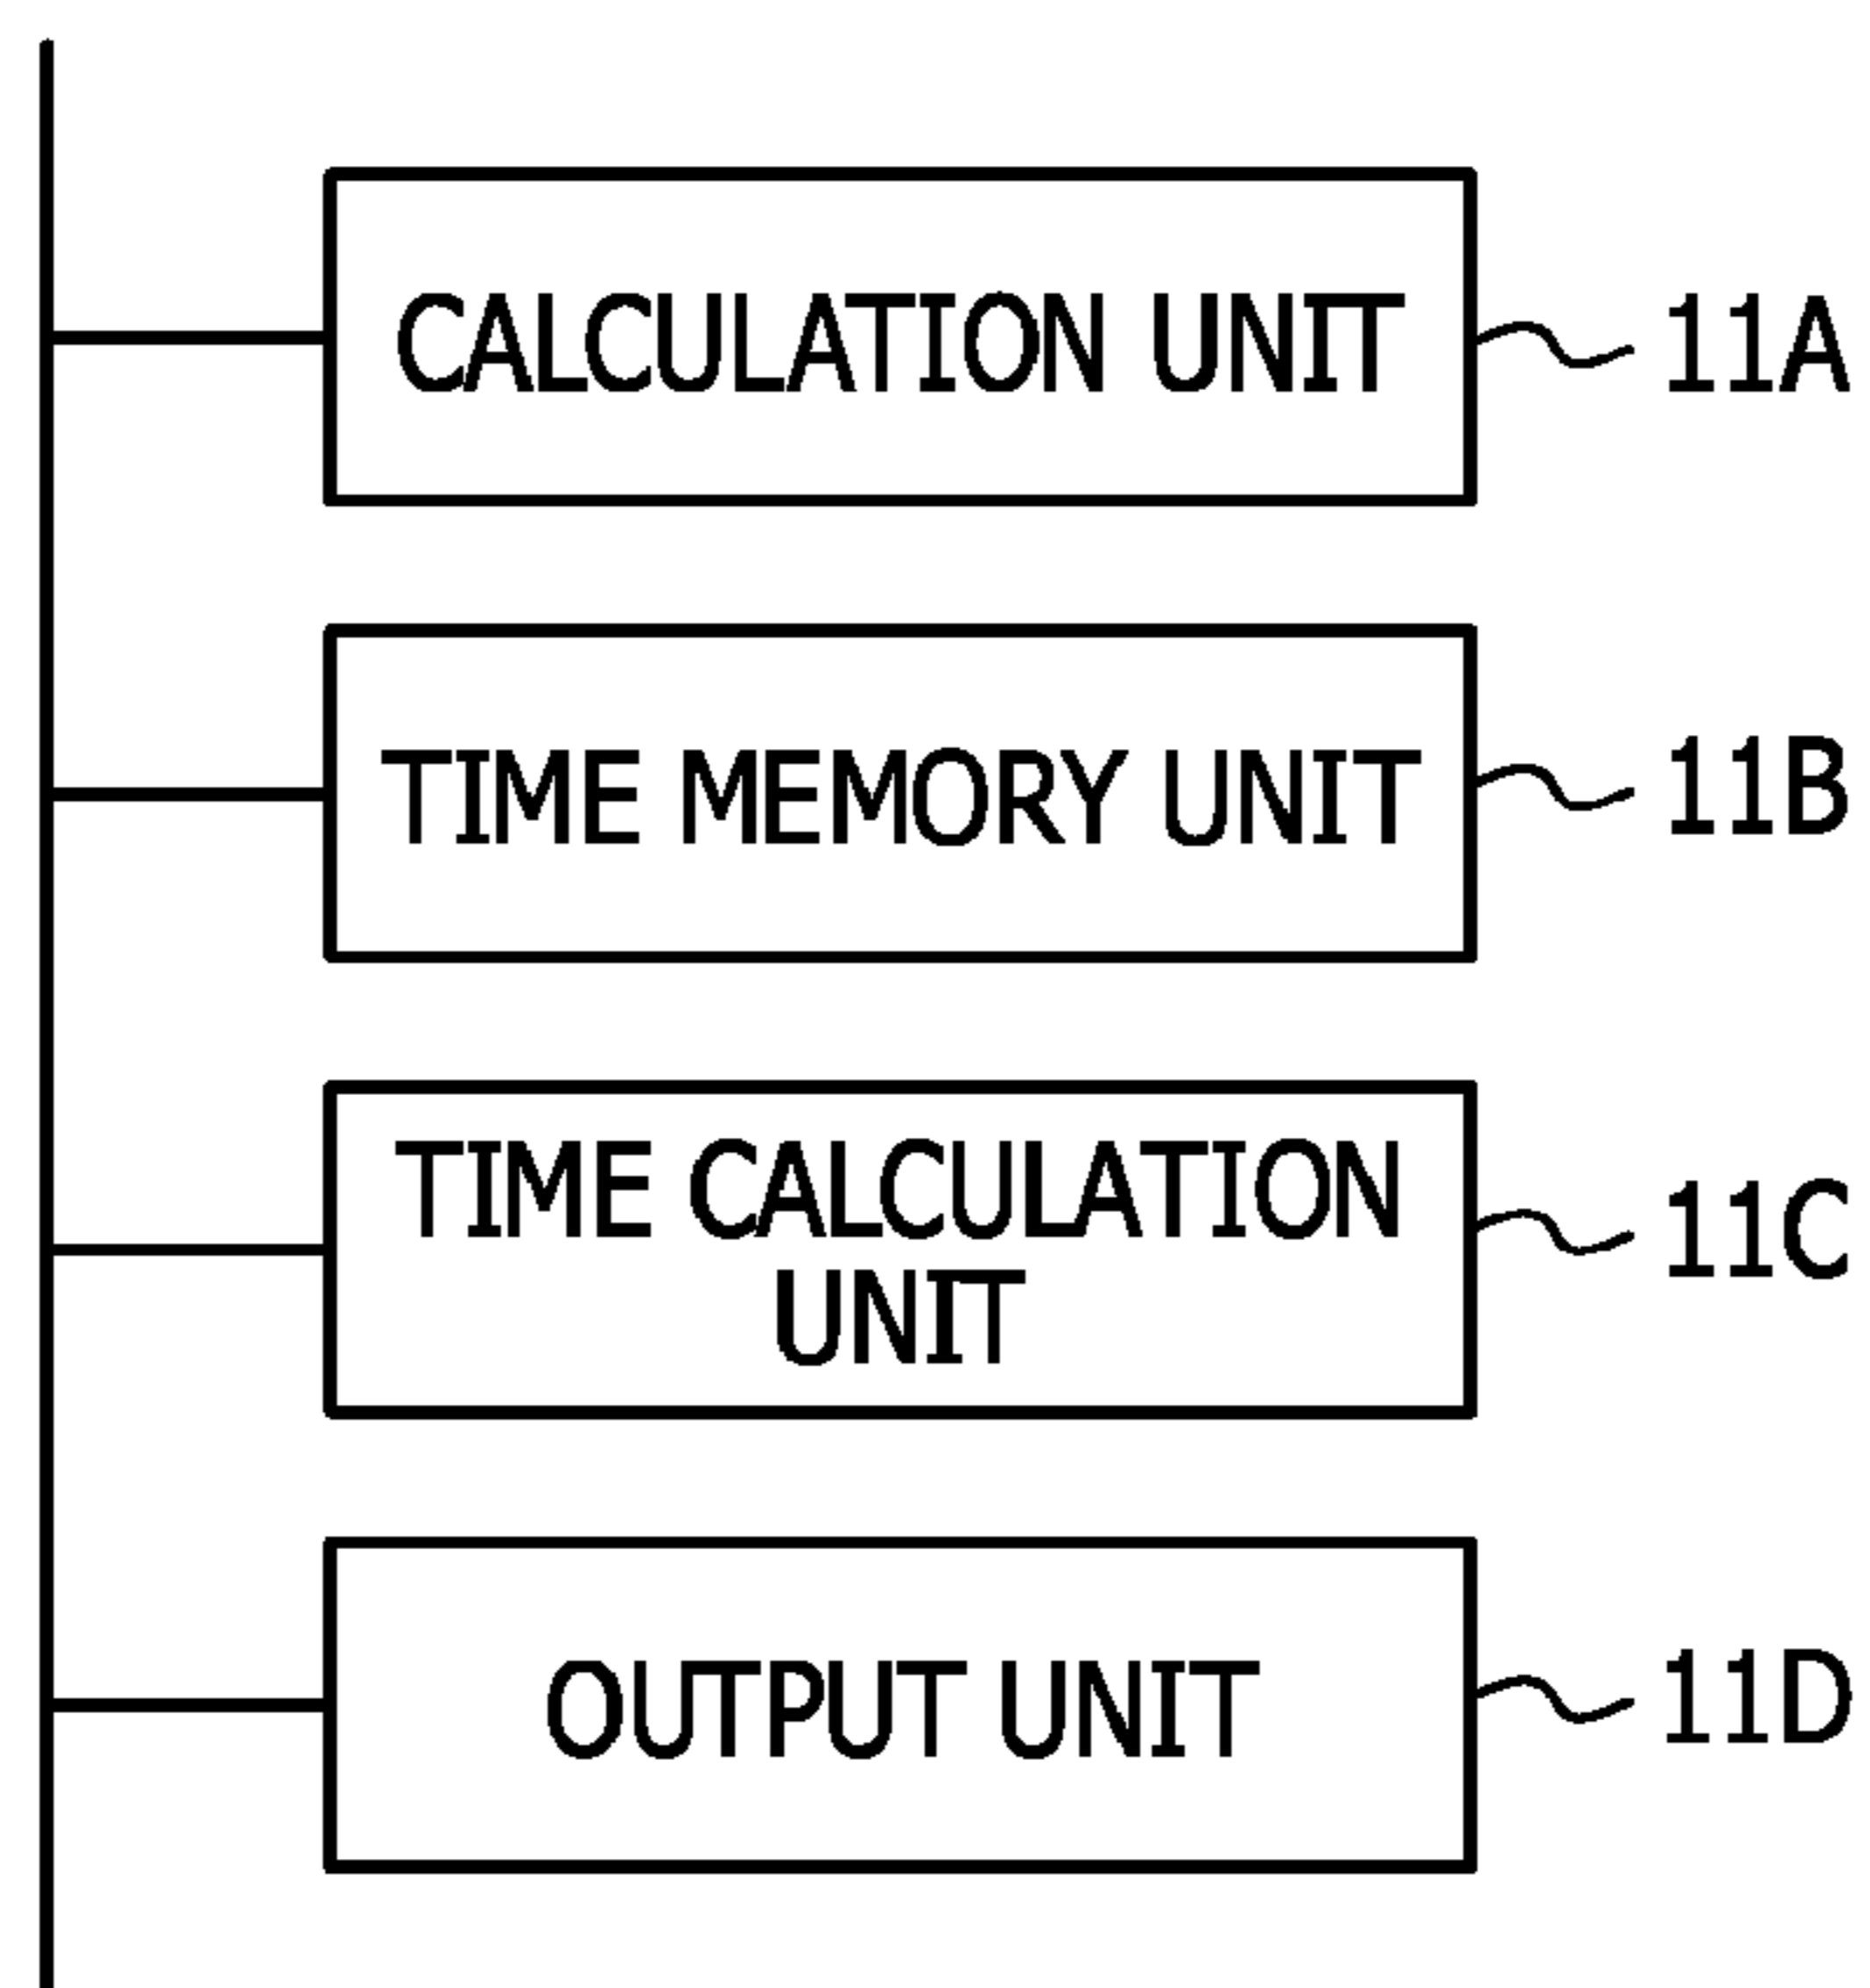 CALCULATION UNIT
11A
TIME MEMORY UNIT
11B
TIME CALCULATION
UNIT
11C
OUTPUT UNIT
11D